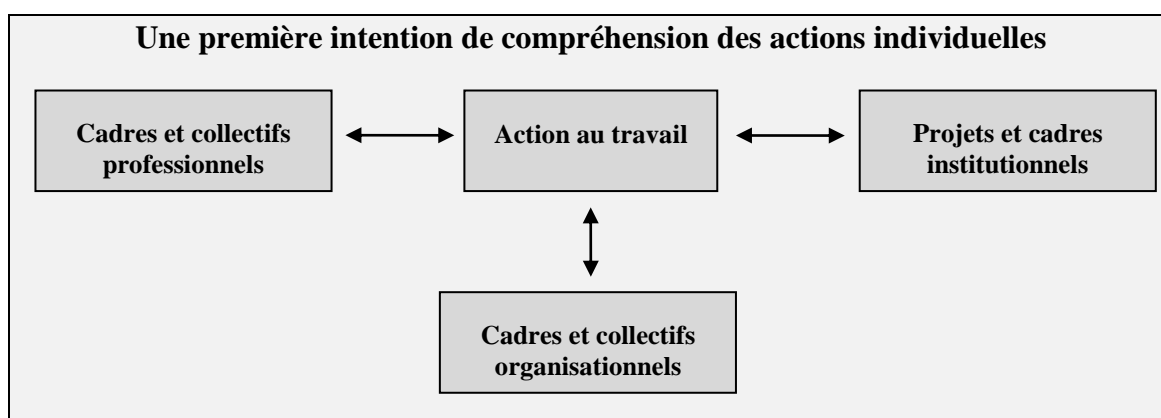 Une première intention de compréhension des actions individuelles
Cadres et collectifs
professionnels
Action au travail
Projets et cadres
institutionnels
Cadres et collectifs
organisationnels